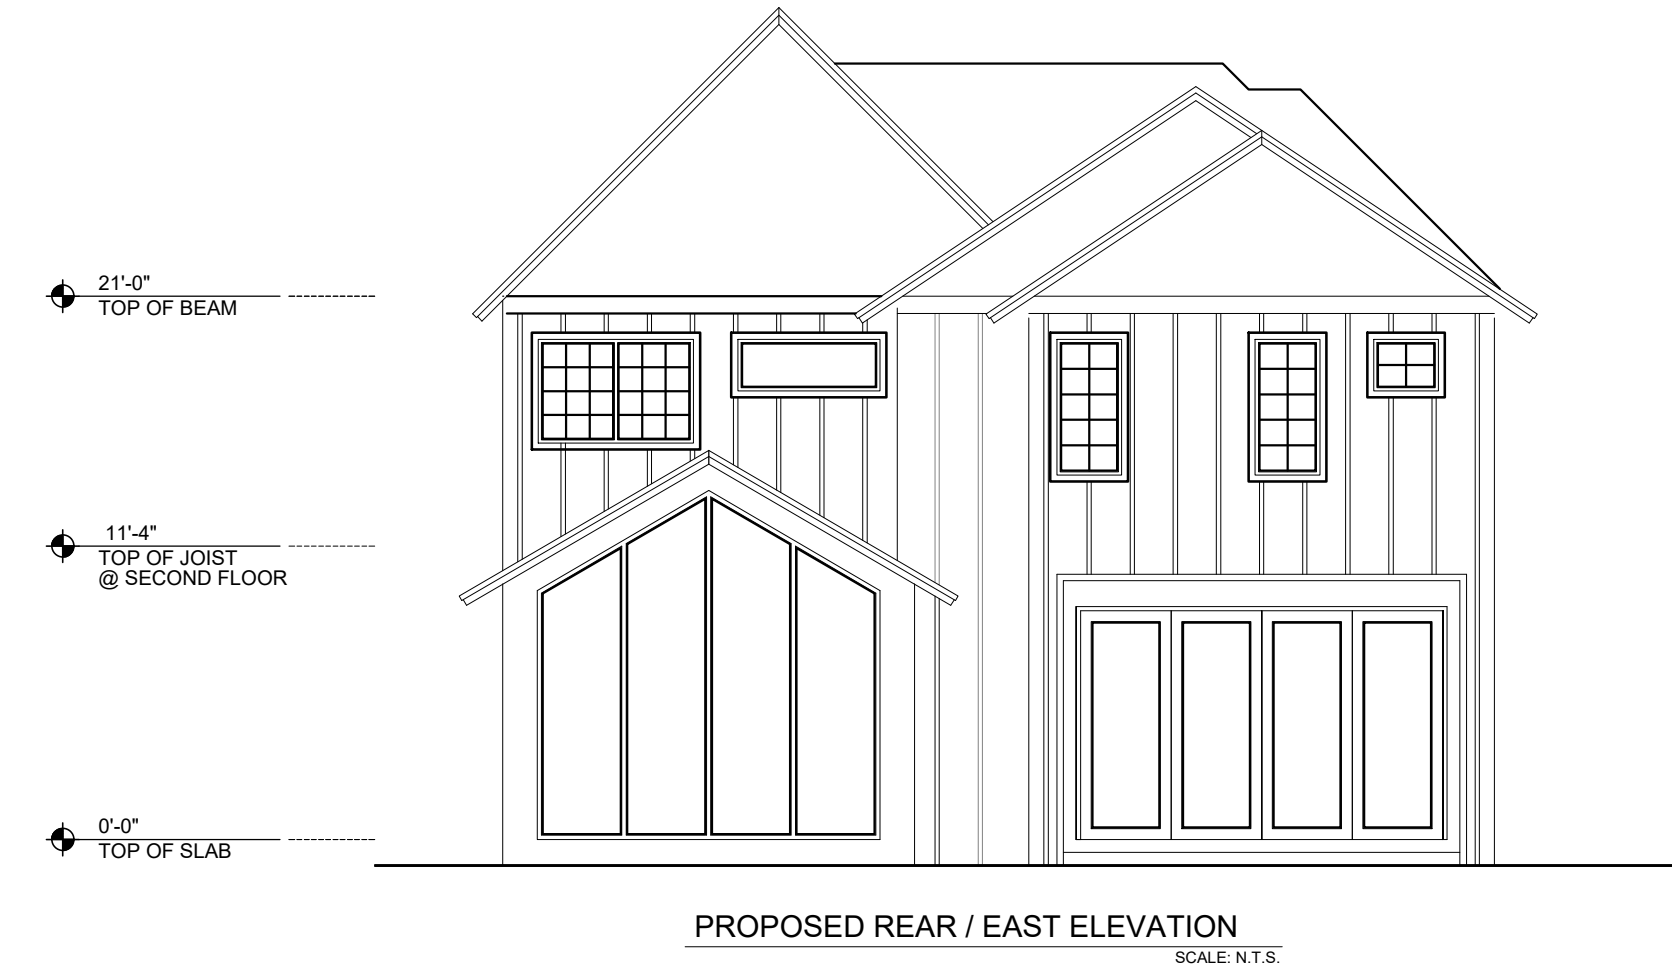 21'-0"
TOP OF BEAM
11'-4"
TOP OF JOIST
@ SECOND FLOOR
0'-0"
TOP OF SLAB
PROPOSED REAR / EAST ELEVATION
SCALE: N.T.S.